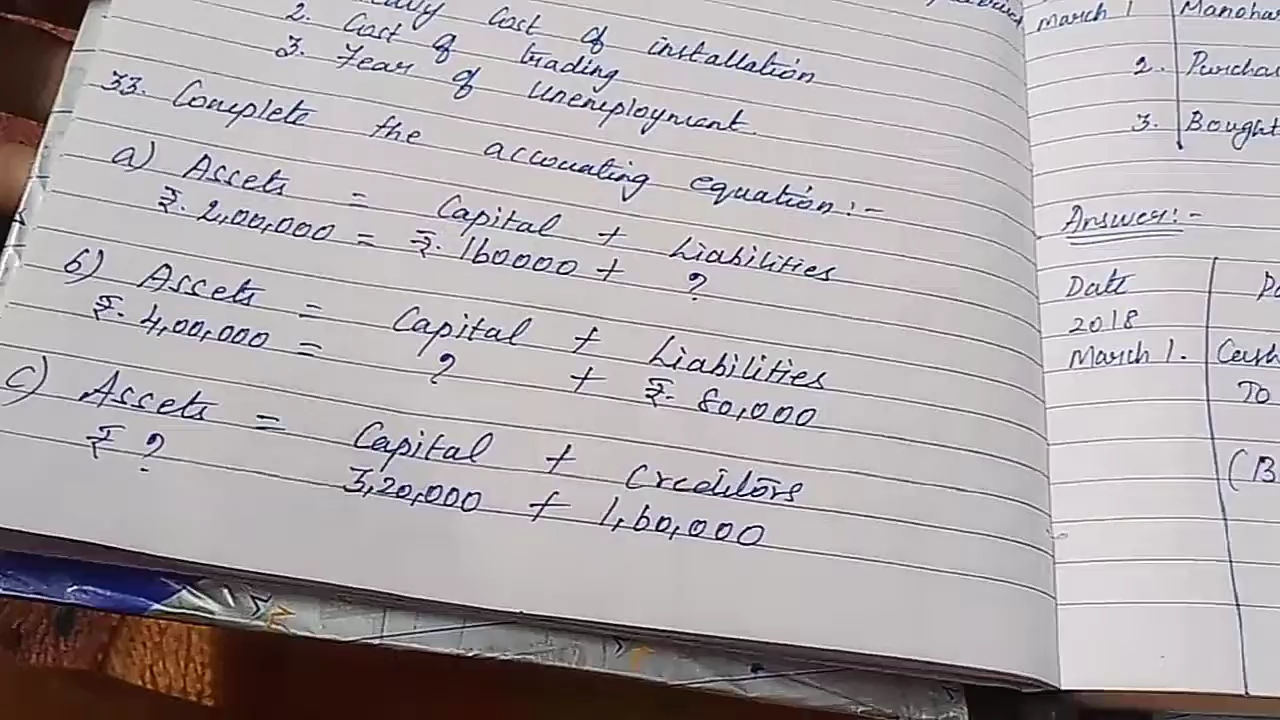 Cost of installation
2. Cost of trading
3. Fear of unemployment.
33. Complete the accounting equation:-
a) Assets = Capital + Liabilities
₹. 2,00,000 = ₹. 160000 + ?
b) Assets = Capital + Liabilities
₹. 4,00,000 = ? + ₹. 80,000
c) Assets = Capital + Creditors
₹ ? 3,20,000 + 1,60,000
March 1
2.
3. Bought
Answer:-
Date
2018
March 1.
To
(B